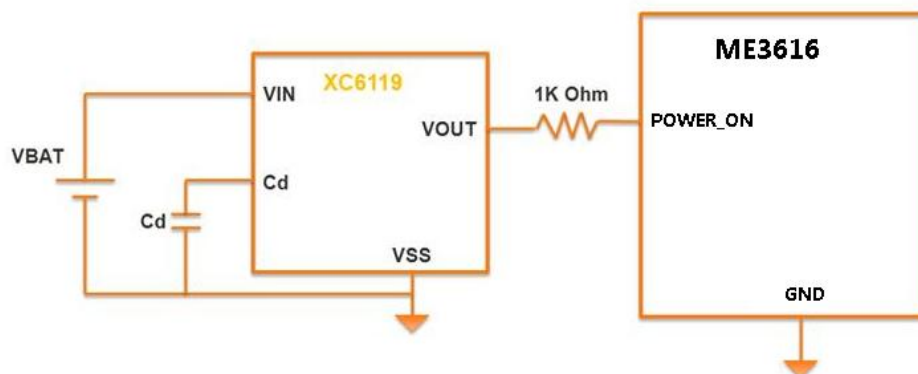 ME3616
XC6119
1K Ohm
VIN
POWER_ON
VOUT
VBAT
Cd
Cd
VSS
GND